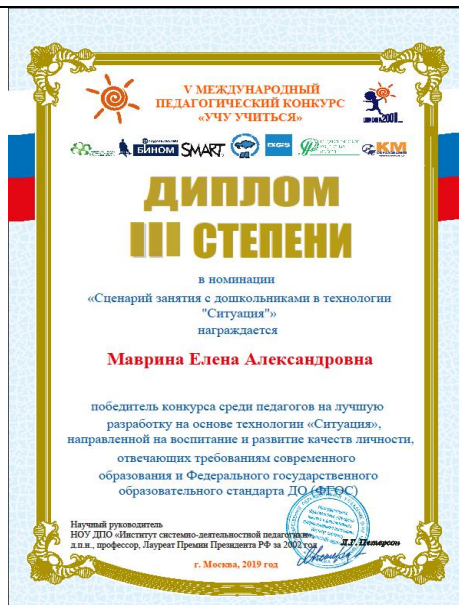 V МЕЖДУНАРОДНЫЙ
ПЕДАГОГИЧЕСКИЙ КОНКУРС
«УЧУ УЧИТЬСЯ»
БИНОМ SMART КМ
ДИПЛОМ
III СТЕПЕНИ
в номинации
«Сценарий занятия с дошкольниками в технологии
"Ситуация"»
награждается
Маврина Елена Александровна
победитель конкурса среди педагогов на лучшую
разработку на основе технологии «Ситуация»,
направленной на воспитание и развитие качеств личности,
отвечающих требованиям современного
образования и Федерального государственного
образовательного стандарта ДО (ФГОС)
Научный руководитель
НОУ ДПО «Институт системно-деятельностной педагогики»
д.п.н., профессор, Лауреат Премии Президента РФ за 2002 год
Л.Г. Петерсон
г. Москва, 2019 год